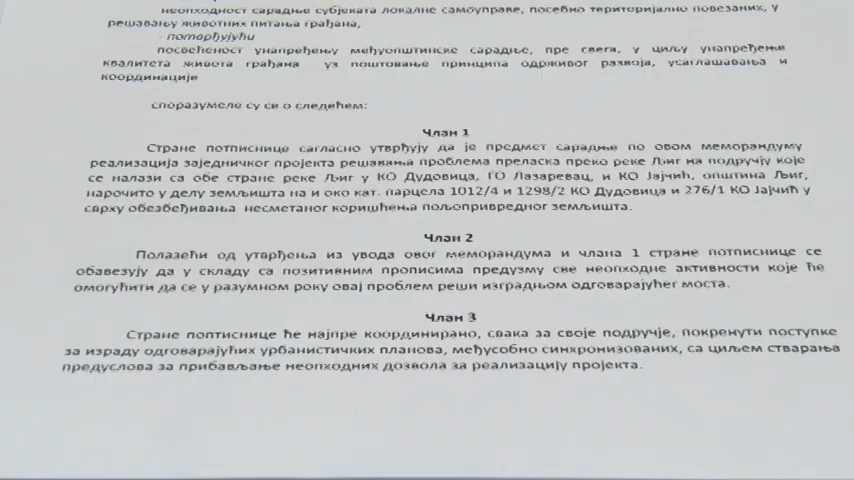 неопходност сарадње субјеката локалне самоуправе, посебно територијално повезаних, у
решавању животних питања грађана,
- потврђујући
посвећеност унапређењу међуопштинске сарадње, пре свега, у циљу унапређење
квалитета живота грађана уз поштовање принципа одрживог развоја, усаглашавања и
координације
споразумеле су се о следећем:
Члан 1
Стране потписнице сагласно утврђују да је предмет сарадње по овом меморандуму
реализација заједничког пројекта решавања проблема преласка преко реке Љиг на подручју које
се налази са обе стране реке Љиг у КО Дудовица, ГО Лазаревац, и КО Јајчић, општина Љиг,
нарочито у делу земљишта на и око кат. парцела 1012/4 и 1298/2 КО Дудовица и 276/1 КО Јајчић у
сврху обезбеђивања несметаног коришћења пољопривредног земљишта.
Члан 2
Полазећи од утврђења из увода овог меморандума и члана 1 стране потписнице се
обавезују да у складу са позитивним прописима предузму све неопходне активности које ће
омогућити да се у разумном року овај проблем реши изградњом одговарајућег моста.
Члан 3
Стране поптиснице ће најпре координирано, свака за своје подручје, покренути поступке
за израду одговарајућих урбанистичких планова, међусобно синхронизованих, са циљем стварања
предуслова за прибављање неопходних дозвола за реализацију пројекта.